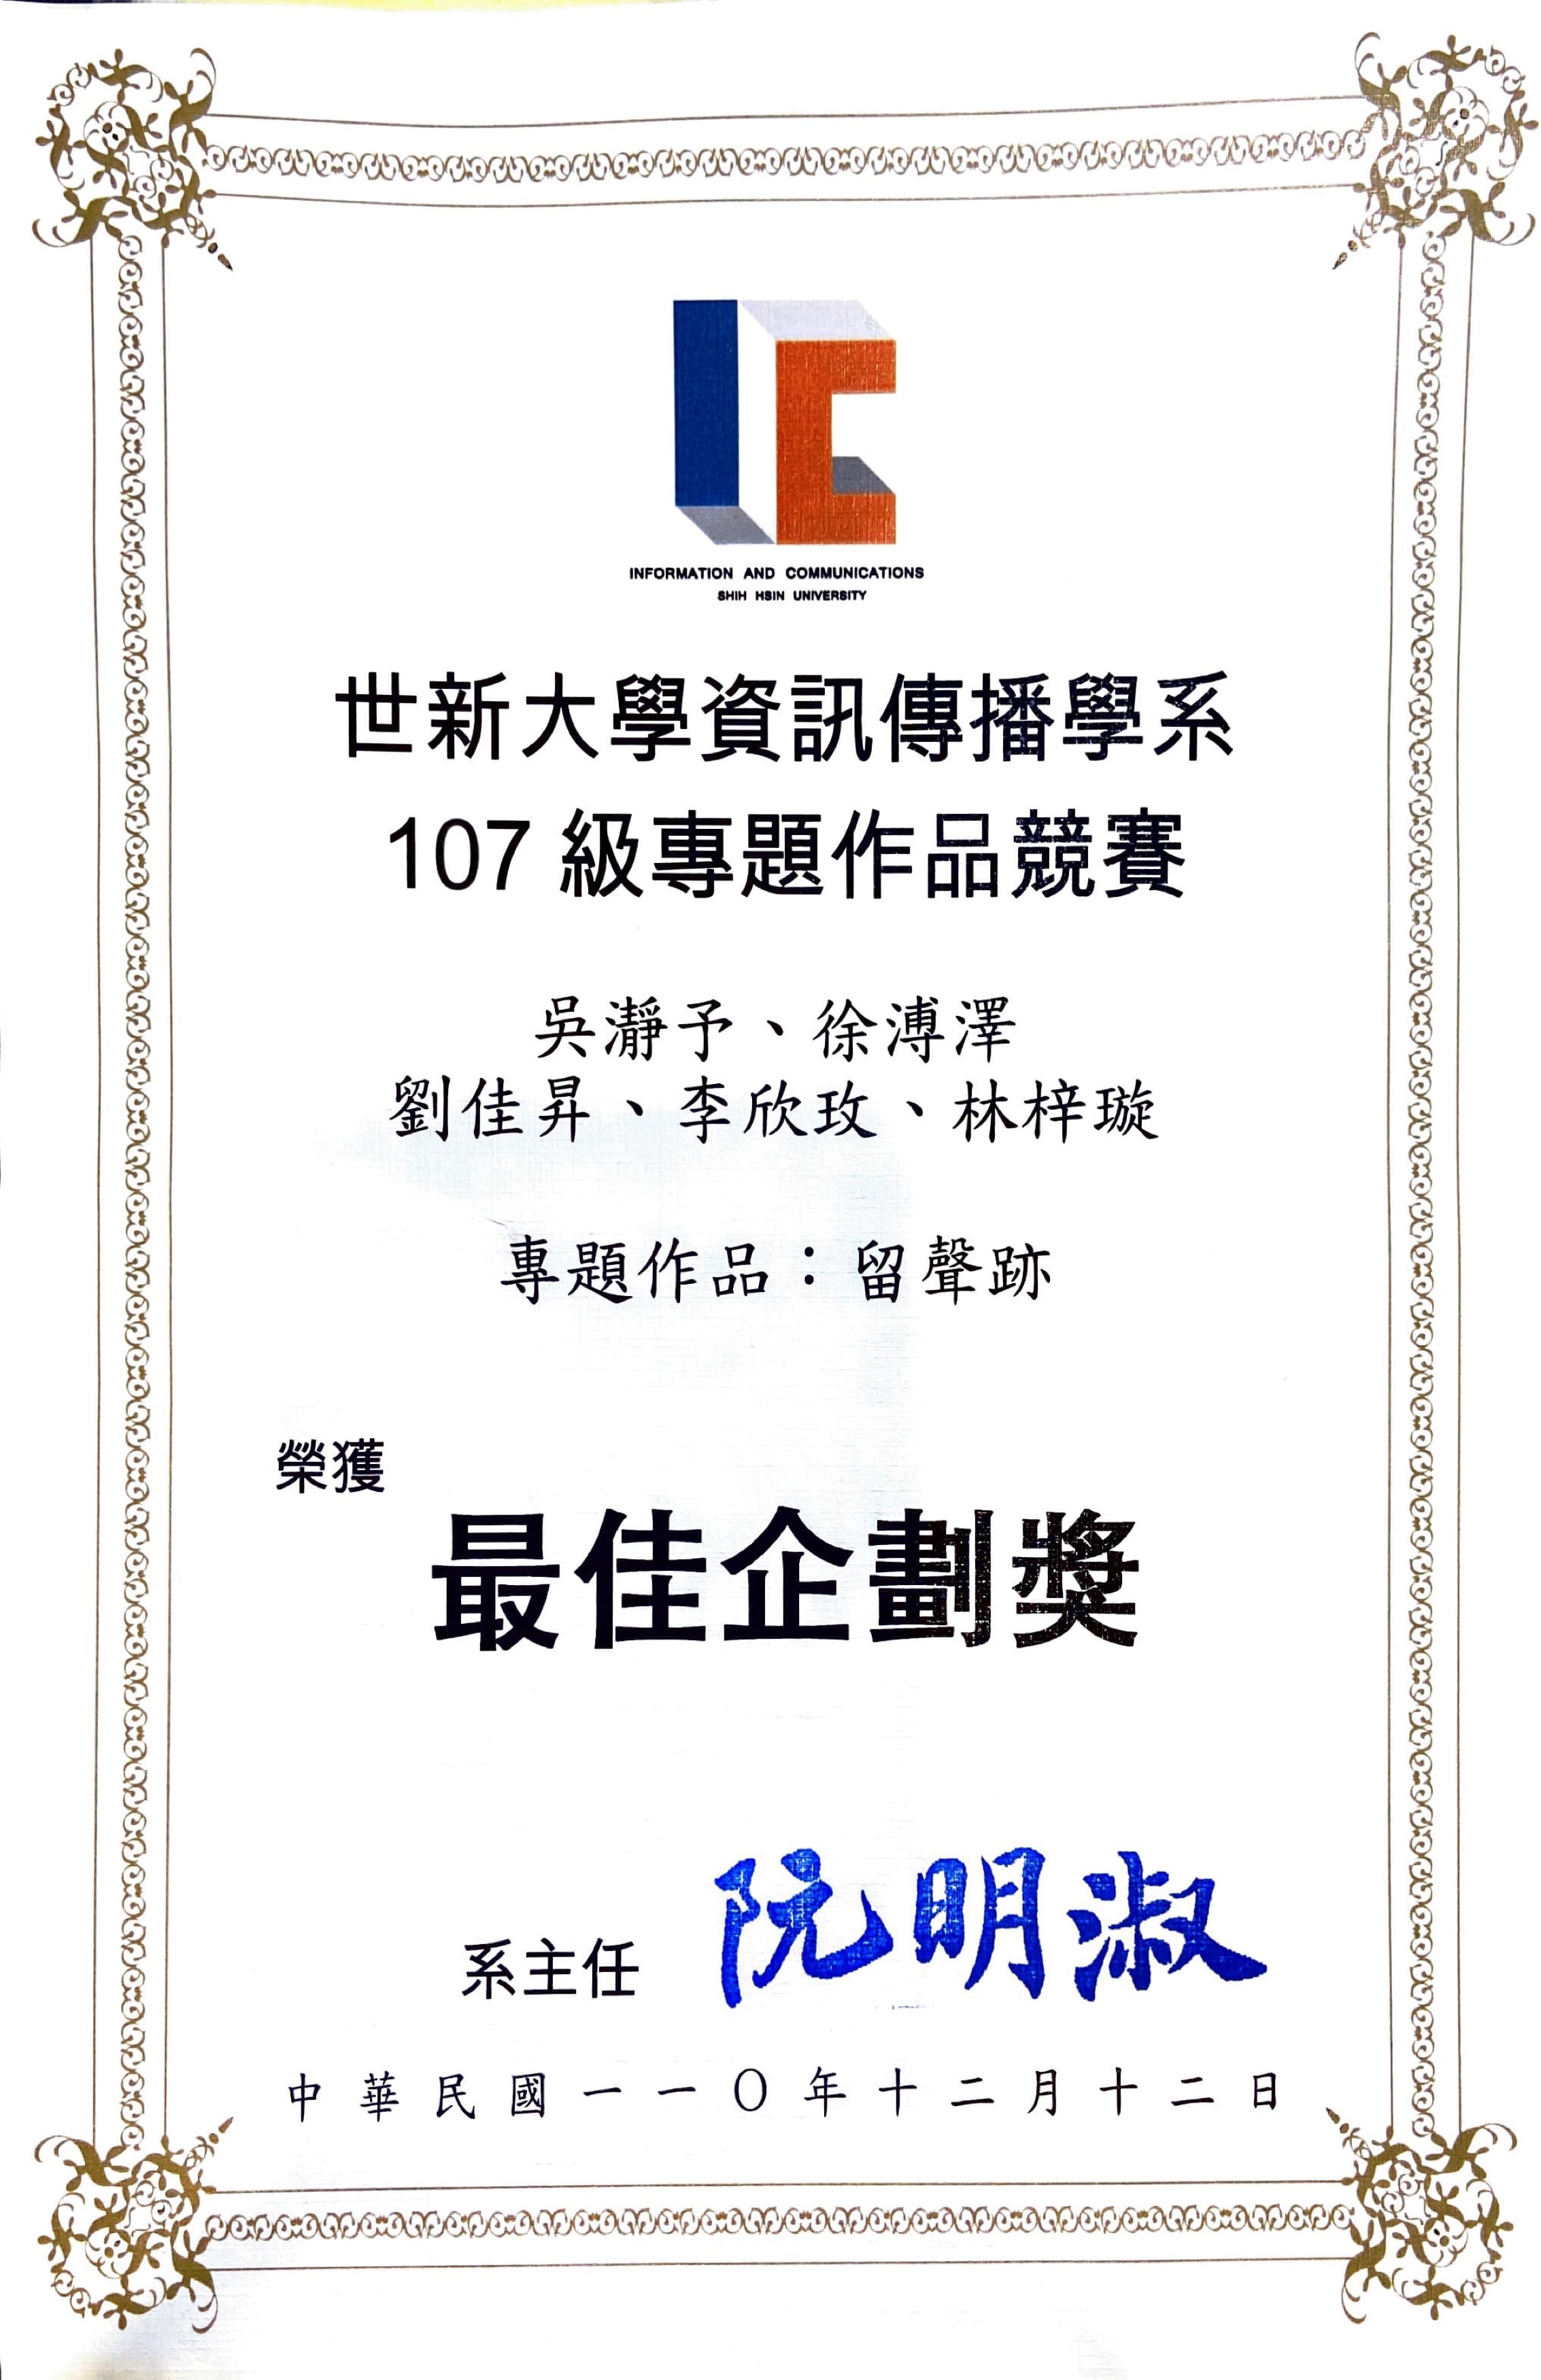 INFORMATION AND COMMUNICATIONS
SHIH HSIN UNIVERSITY
世新大學資訊傳播學系
107 級專題作品競賽
吳瀞予、徐溥澤
劉佳昇、李欣玫、林梓璇
專題作品：留聲跡
榮獲
最佳企劃獎
系主任 阮明淑
中華民國一一〇年十二月十二日